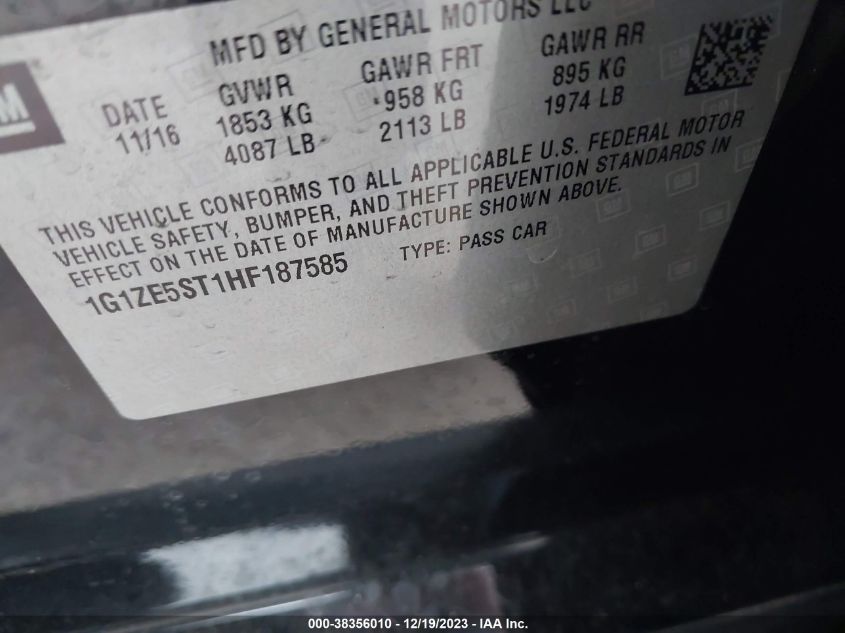 MFD BY GENERAL MOTORS LLC
GM
DATE GVWR GAWR FRT GAWR RR
11/16 1853 KG 958 KG 895 KG
4087 LB 2113 LB 1974 LB
THIS VEHICLE CONFORMS TO ALL APPLICABLE U.S. FEDERAL MOTOR
VEHICLE SAFETY, BUMPER, AND THEFT PREVENTION STANDARDS IN
EFFECT ON THE DATE OF MANUFACTURE SHOWN ABOVE.
1G1ZE5ST1HF187585 TYPE: PASS CAR
000-38356010 - 12/19/2023 - IAA Inc.